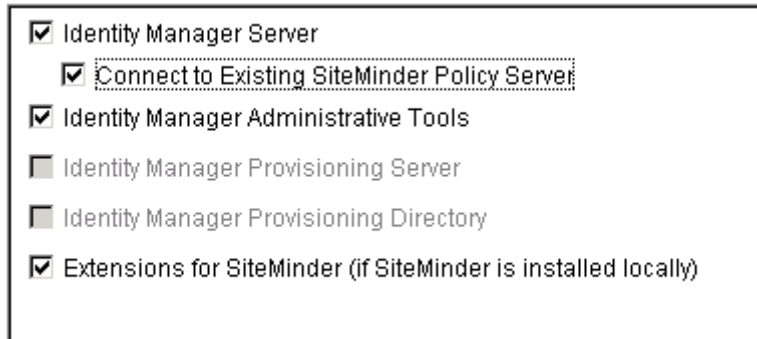 Identity Manager Server
Connect to Existing SiteMinder Policy Server
Identity Manager Administrative Tools
Identity Manager Provisioning Server
Identity Manager Provisioning Directory
Extensions for SiteMinder (if SiteMinder is installed locally)